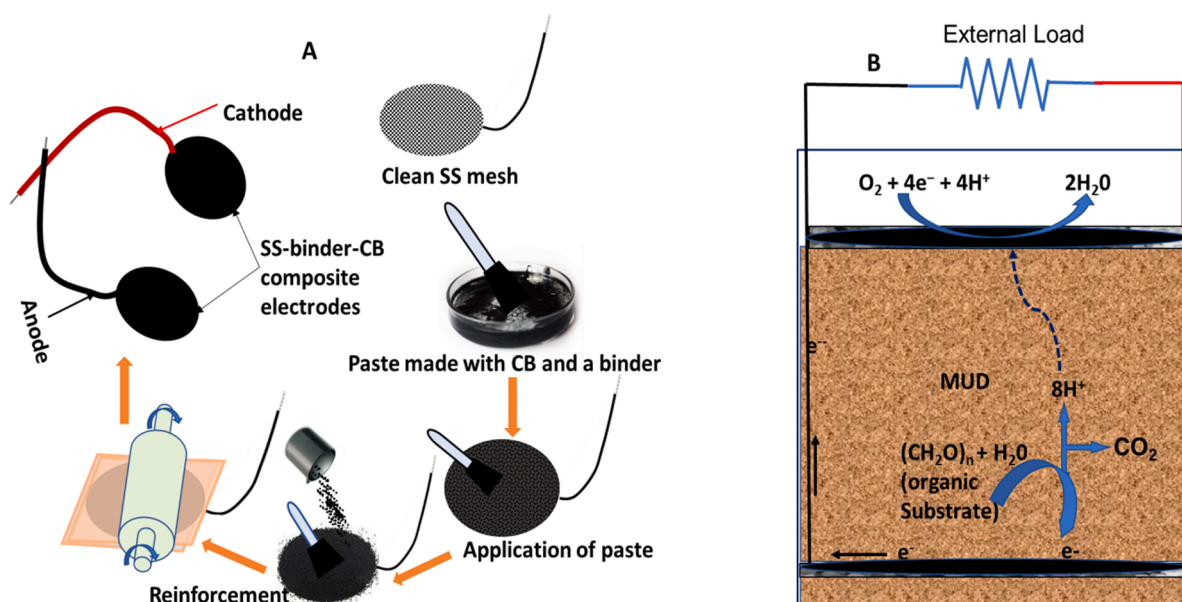 A
Cathode
Clean SS mesh
SS-binder-CB
composite
electrodes
Anode
Paste made with CB and a binder
Application of paste
Reinforcement
External Load
B
O₂ + 4e⁻ + 4H⁺
2H₂0
e⁻⁻
MUD
8H⁺
CO₂
(CH₂O)ₙ + H₂0
(organic
Substrate)
e⁻
e-